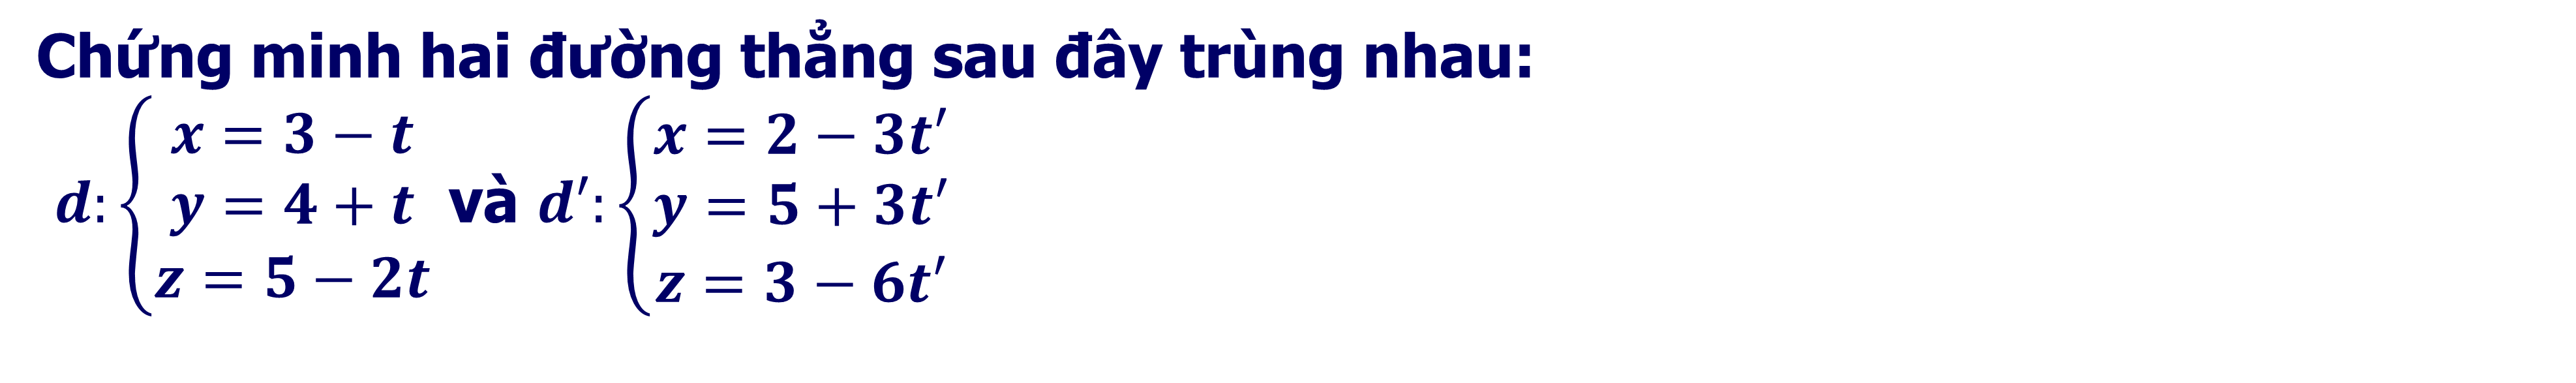 Chứng minh hai đường thẳng sau đây trùng nhau:
x = 3 − t x = 2 − 3t′
d: { y = 4 + t và d′: { y = 5 + 3t′
z = 5 − 2t z = 3 − 6t′